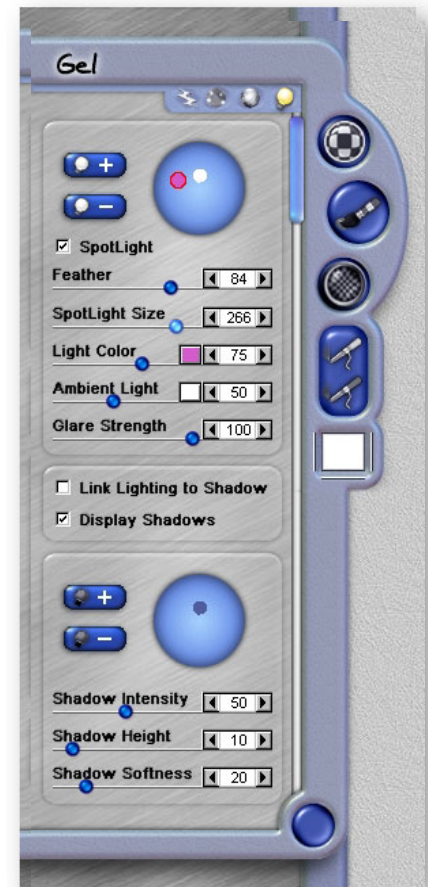 Gel
+
−
SpotLight
Feather 84
SpotLight Size 266
Light Color 75
Ambient Light 50
Glare Strength 100
Link Lighting to Shadow
Display Shadows
+
−
Shadow Intensity 50
Shadow Height 10
Shadow Softness 20